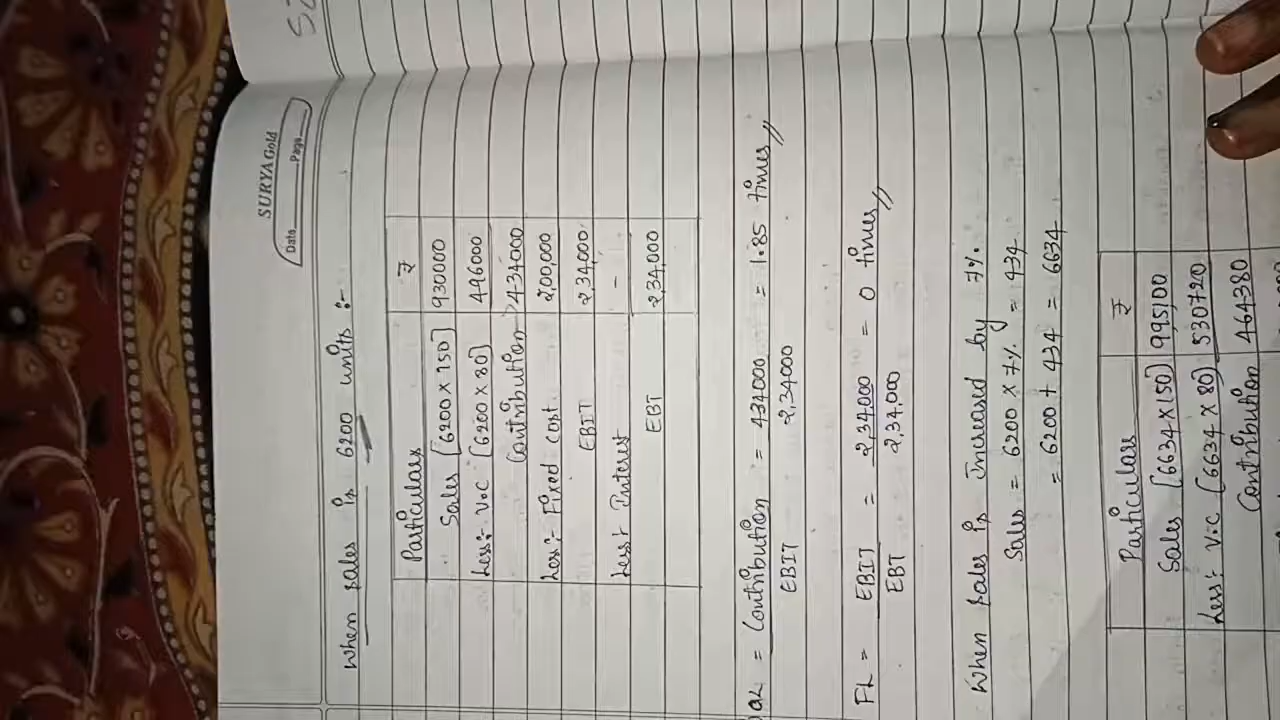 SURYA Gold
Date Page
When sales is 6200 units :-
Particulars ₹
Sales [6200 x 150] 930000
Less:- V.C [6200 x 80] 496000
Contribution 434000
Less:- Fixed cost 2,00,000
EBIT 2,34,000
Less: Interest -
EBT 2,34,000
OL = Contribution = 434000 = 1.85 times //
EBIT 2,34000
FL = EBIT = 2,34,000 = 0 times //
EBT 2,34,000
When sales is Increased by 7%.
Sales = 6200 x 7% = 434
= 6200 + 434 = 6634
Particulars ₹
Sales [6634 x 150] 995100
Less: V.C [6634 x 80] 530720
Contribution 464380